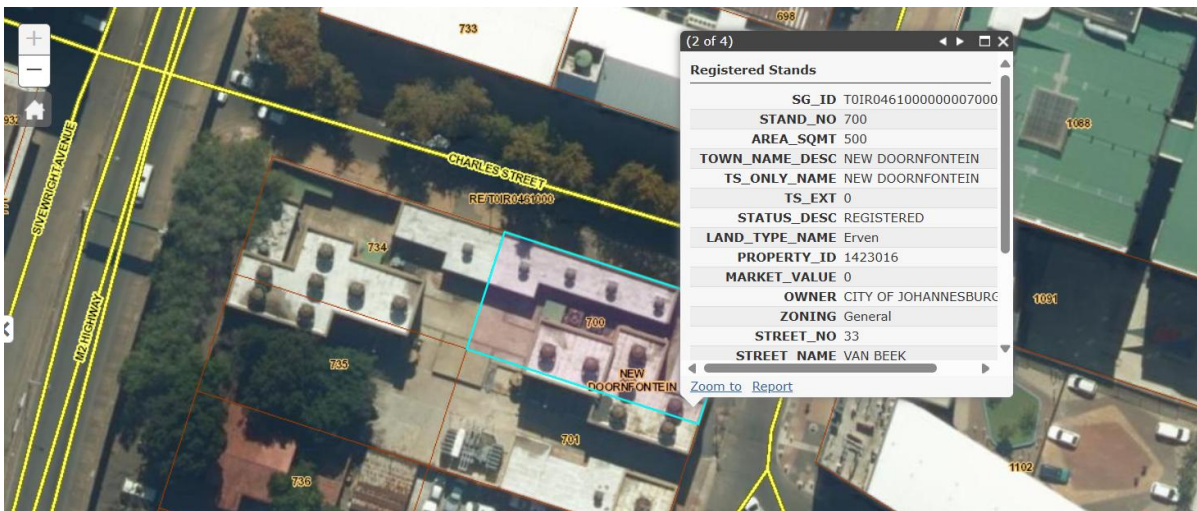 733
698
(2 of 4)
Registered Stands
SG_ID T0IR0461000000007000
STAND_NO 700
AREA_SQMT 500
TOWN_NAME_DESC NEW DOORNFONTEIN
TS_ONLY_NAME NEW DOORNFONTEIN
TS_EXT 0
STATUS_DESC REGISTERED
LAND_TYPE_NAME Erven
PROPERTY_ID 1423016
MARKET_VALUE 0
OWNER CITY OF JOHANNESBURG
ZONING General
STREET_NO 33
STREET_NAME VAN BEEK
Zoom to Report
932
SIVEWRIGHT AVENUE
CHARLES STREET
RE/T0IR0461000
1088
734
M2 HIGHWAY
700
1091
735
NEW
DOORNFONTEIN
701
736
1102